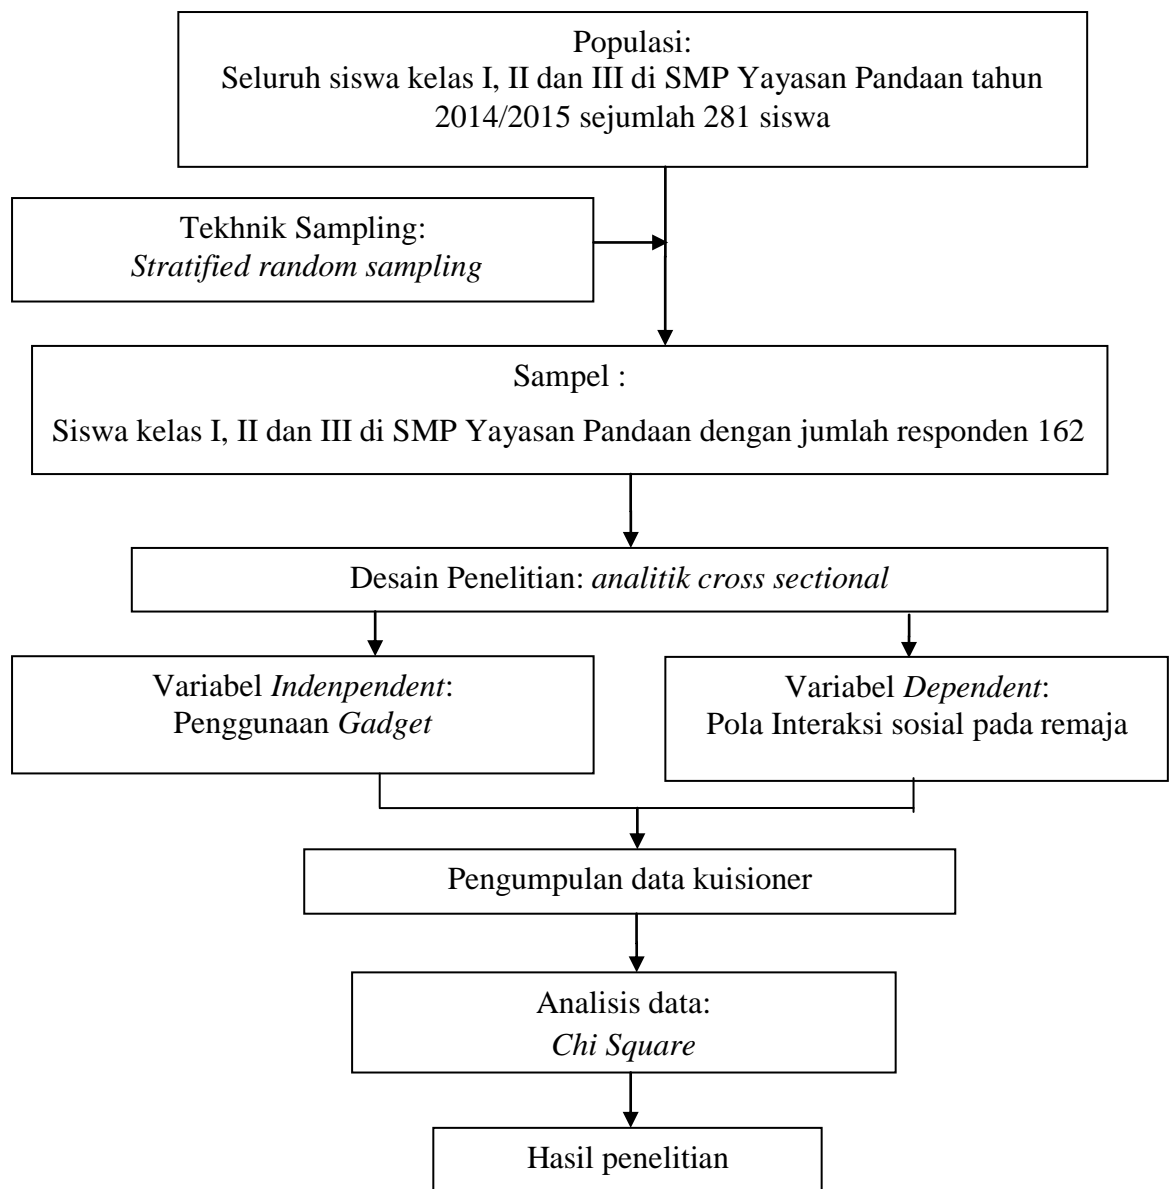 Populasi:
Seluruh siswa kelas I, II dan III di SMP Yayasan Pandaan tahun
2014/2015 sejumlah 281 siswa
Tekhnik Sampling:
Stratified random sampling
Sampel :
Siswa kelas I, II dan III di SMP Yayasan Pandaan dengan jumlah responden 162
Desain Penelitian: analitik cross sectional
Variabel Indenpendent:
Penggunaan Gadget
Variabel Dependent:
Pola Interaksi sosial pada remaja
Pengumpulan data kuisioner
Analisis data:
Chi Square
Hasil penelitian